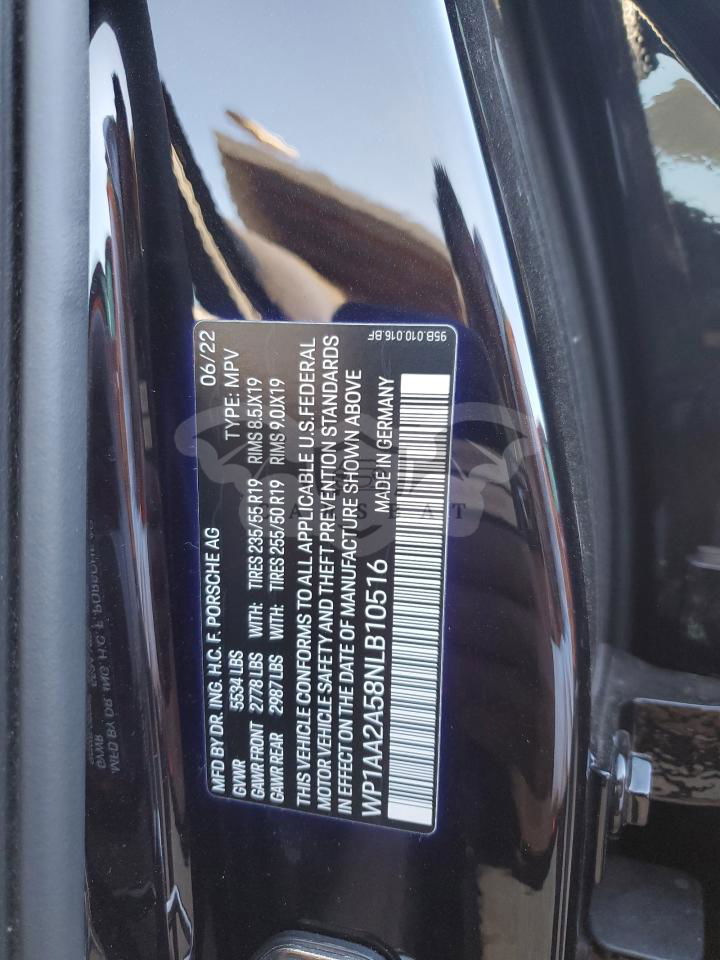 MFD BY DR. ING. H.C. F. PORSCHE AG 06/22
GVWR 5534 LBS TYPE: MPV
GAWR FRONT 2778 LBS WITH: TIRES 235/55 R19 RIMS 8.5JX19
GAWR REAR 2987 LBS WITH: TIRES 255/50 R19 RIMS 9.0JX19
THIS VEHICLE CONFORMS TO ALL APPLICABLE U.S.FEDERAL
MOTOR VEHICLE SAFETY AND THEFT PREVENTION STANDARDS
IN EFFECT ON THE DATE OF MANUFACTURE SHOWN ABOVE
WP1AA2A58NLB10516 MADE IN GERMANY
95B.010.016.BF